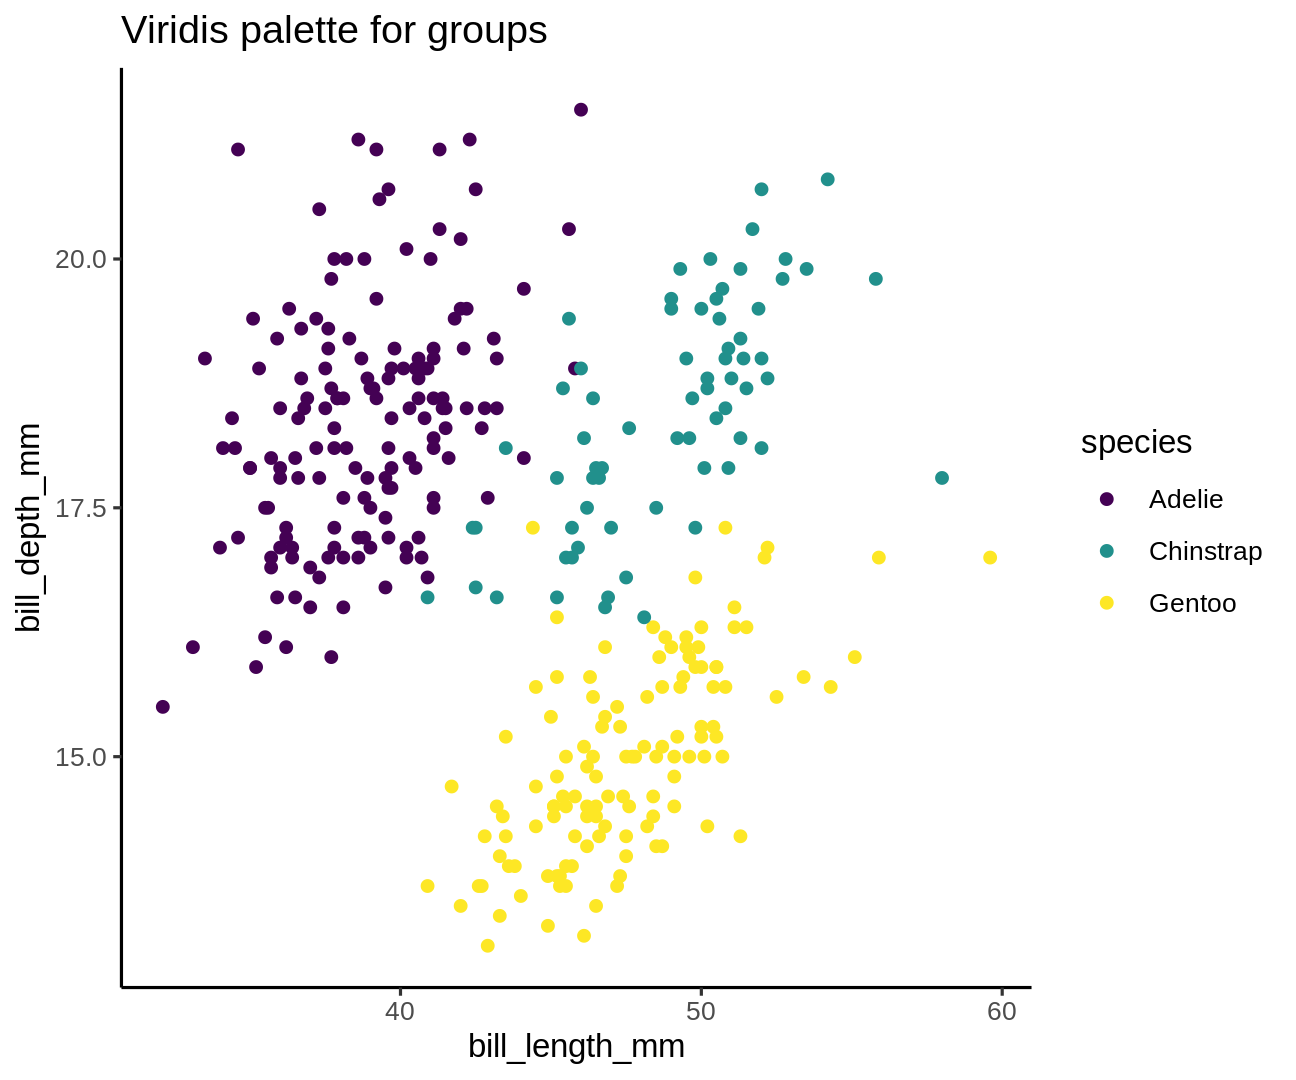 Viridis palette for groups
bill_depth_mm
20.0
17.5
15.0
40
50
60
bill_length_mm
species
Adelie
Chinstrap
Gentoo